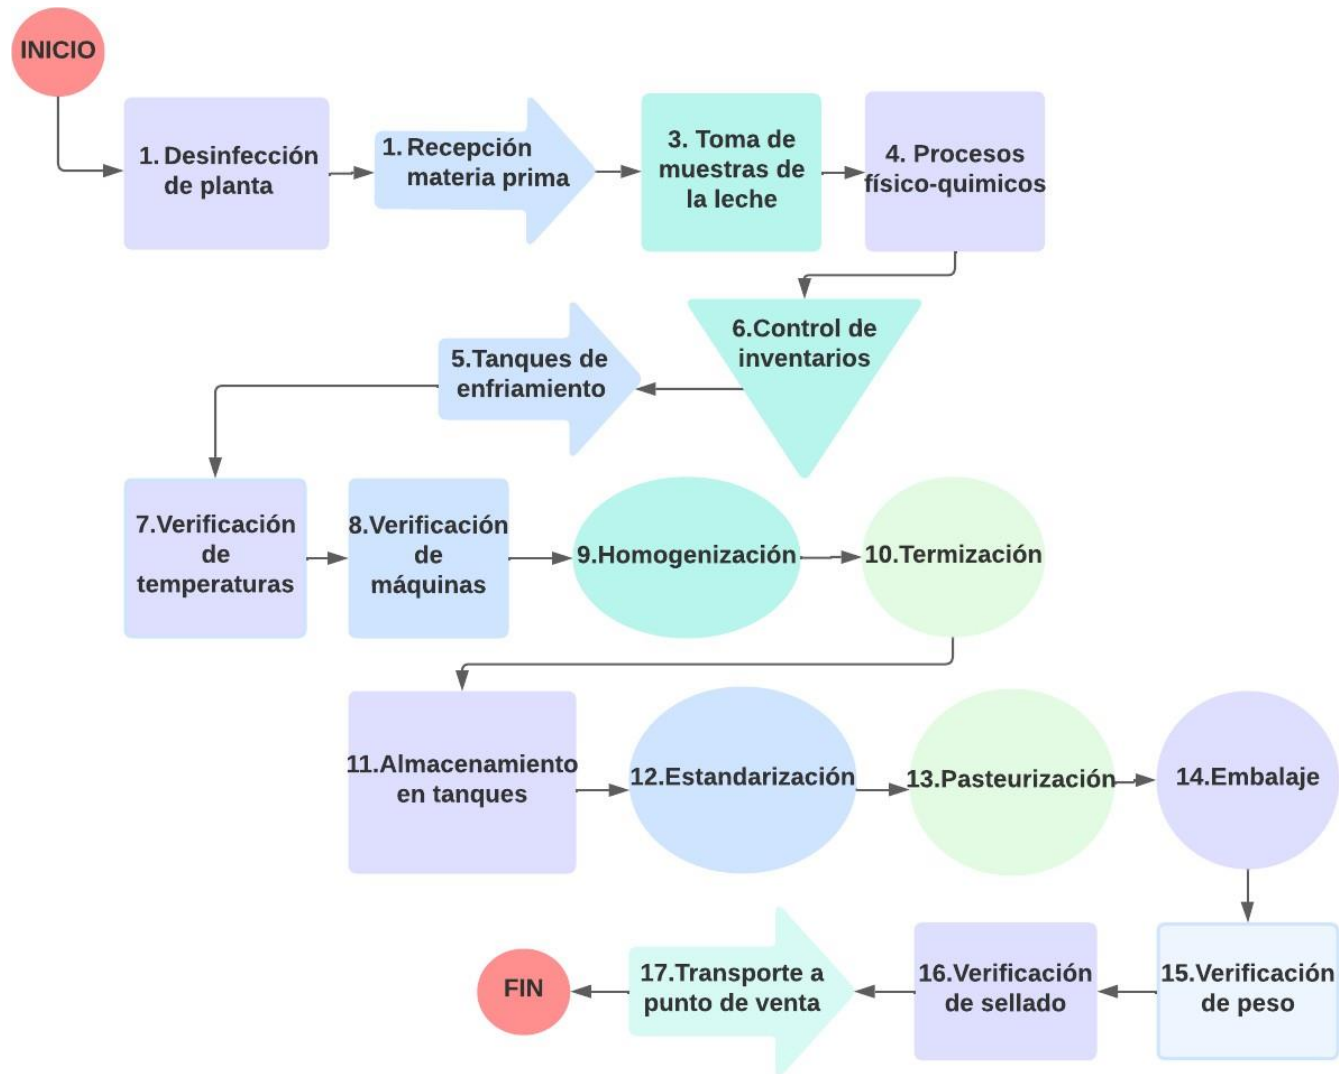 INICIO
1. Desinfección
de planta
1. Recepción
materia prima
3. Toma de
muestras de
la leche
4. Procesos
físico-quimicos
6.Control de
inventarios
5.Tanques de
enfriamiento
7.Verificación
de
temperaturas
8.Verificación
de
máquinas
9.Homogenización
10.Termización
11.Almacenamiento
en tanques
12.Estandarización
13.Pasteurización
14.Embalaje
15.Verificación
de peso
16.Verificación
de sellado
17.Transporte a
punto de venta
FIN